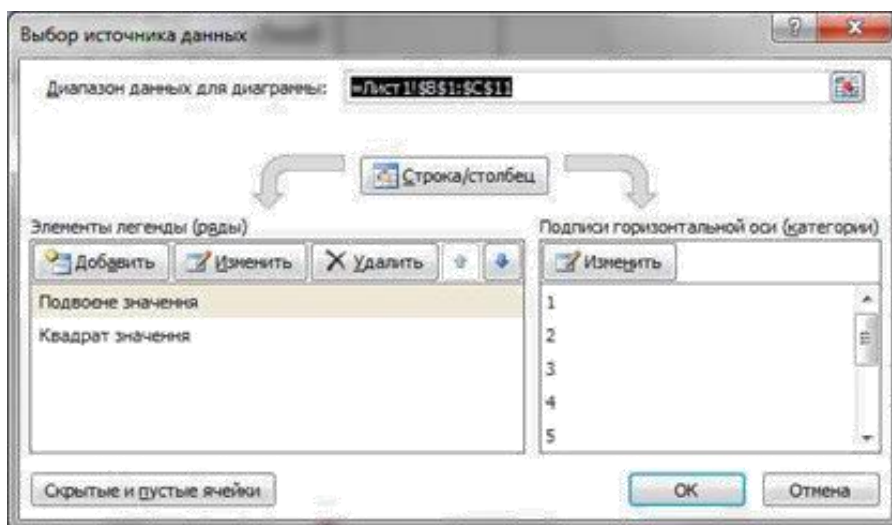 Выбор источника данных
Диапазон данных для диаграммы: =Лист1!$B$1:$C$11
Строка/столбец
Элементы легенды (ряды)
Подписи горизонтальной оси (категории)
Добавить Изменить Удалить
Изменить
Подвоєне значення
Квадрат значення
1
2
3
4
5
Скрытые и пустые ячейки
ОК
Отмена